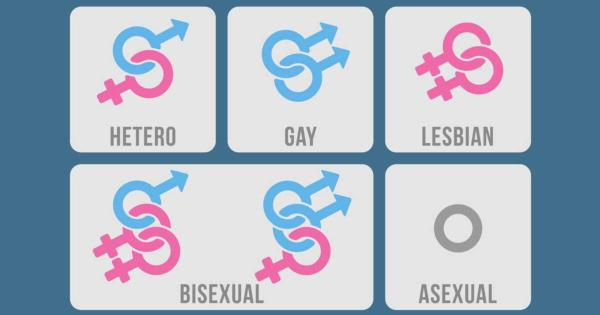 HETERO
GAY
LESBIAN
BISEXUAL
ASEXUAL